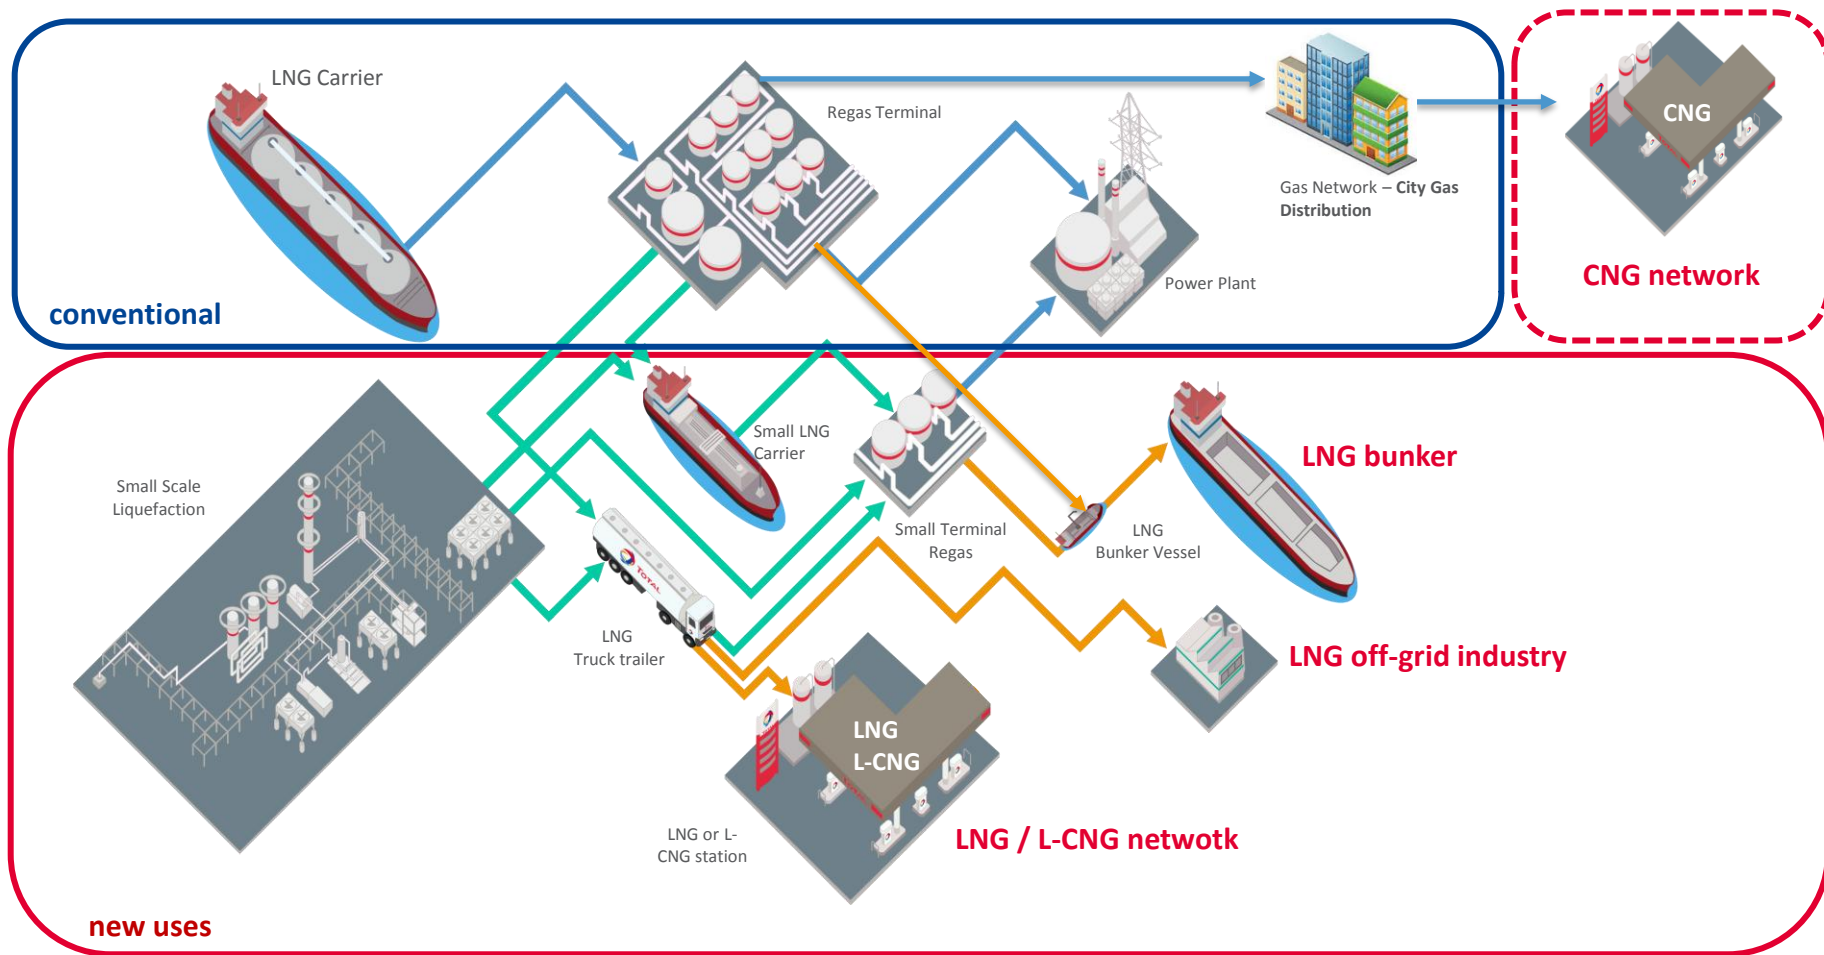 LNG Carrier
Regas Terminal
CNG
Gas Network – City Gas
Distribution
Power Plant
CNG network
conventional
Small LNG
Carrier
LNG bunker
Small Scale
Liquefaction
Small Terminal
Regas
LNG
Bunker Vessel
TOTAL
LNG
Truck trailer
LNG off-grid industry
LNG
L-CNG
LNG or L-
CNG station
LNG / L-CNG netwotk
new uses